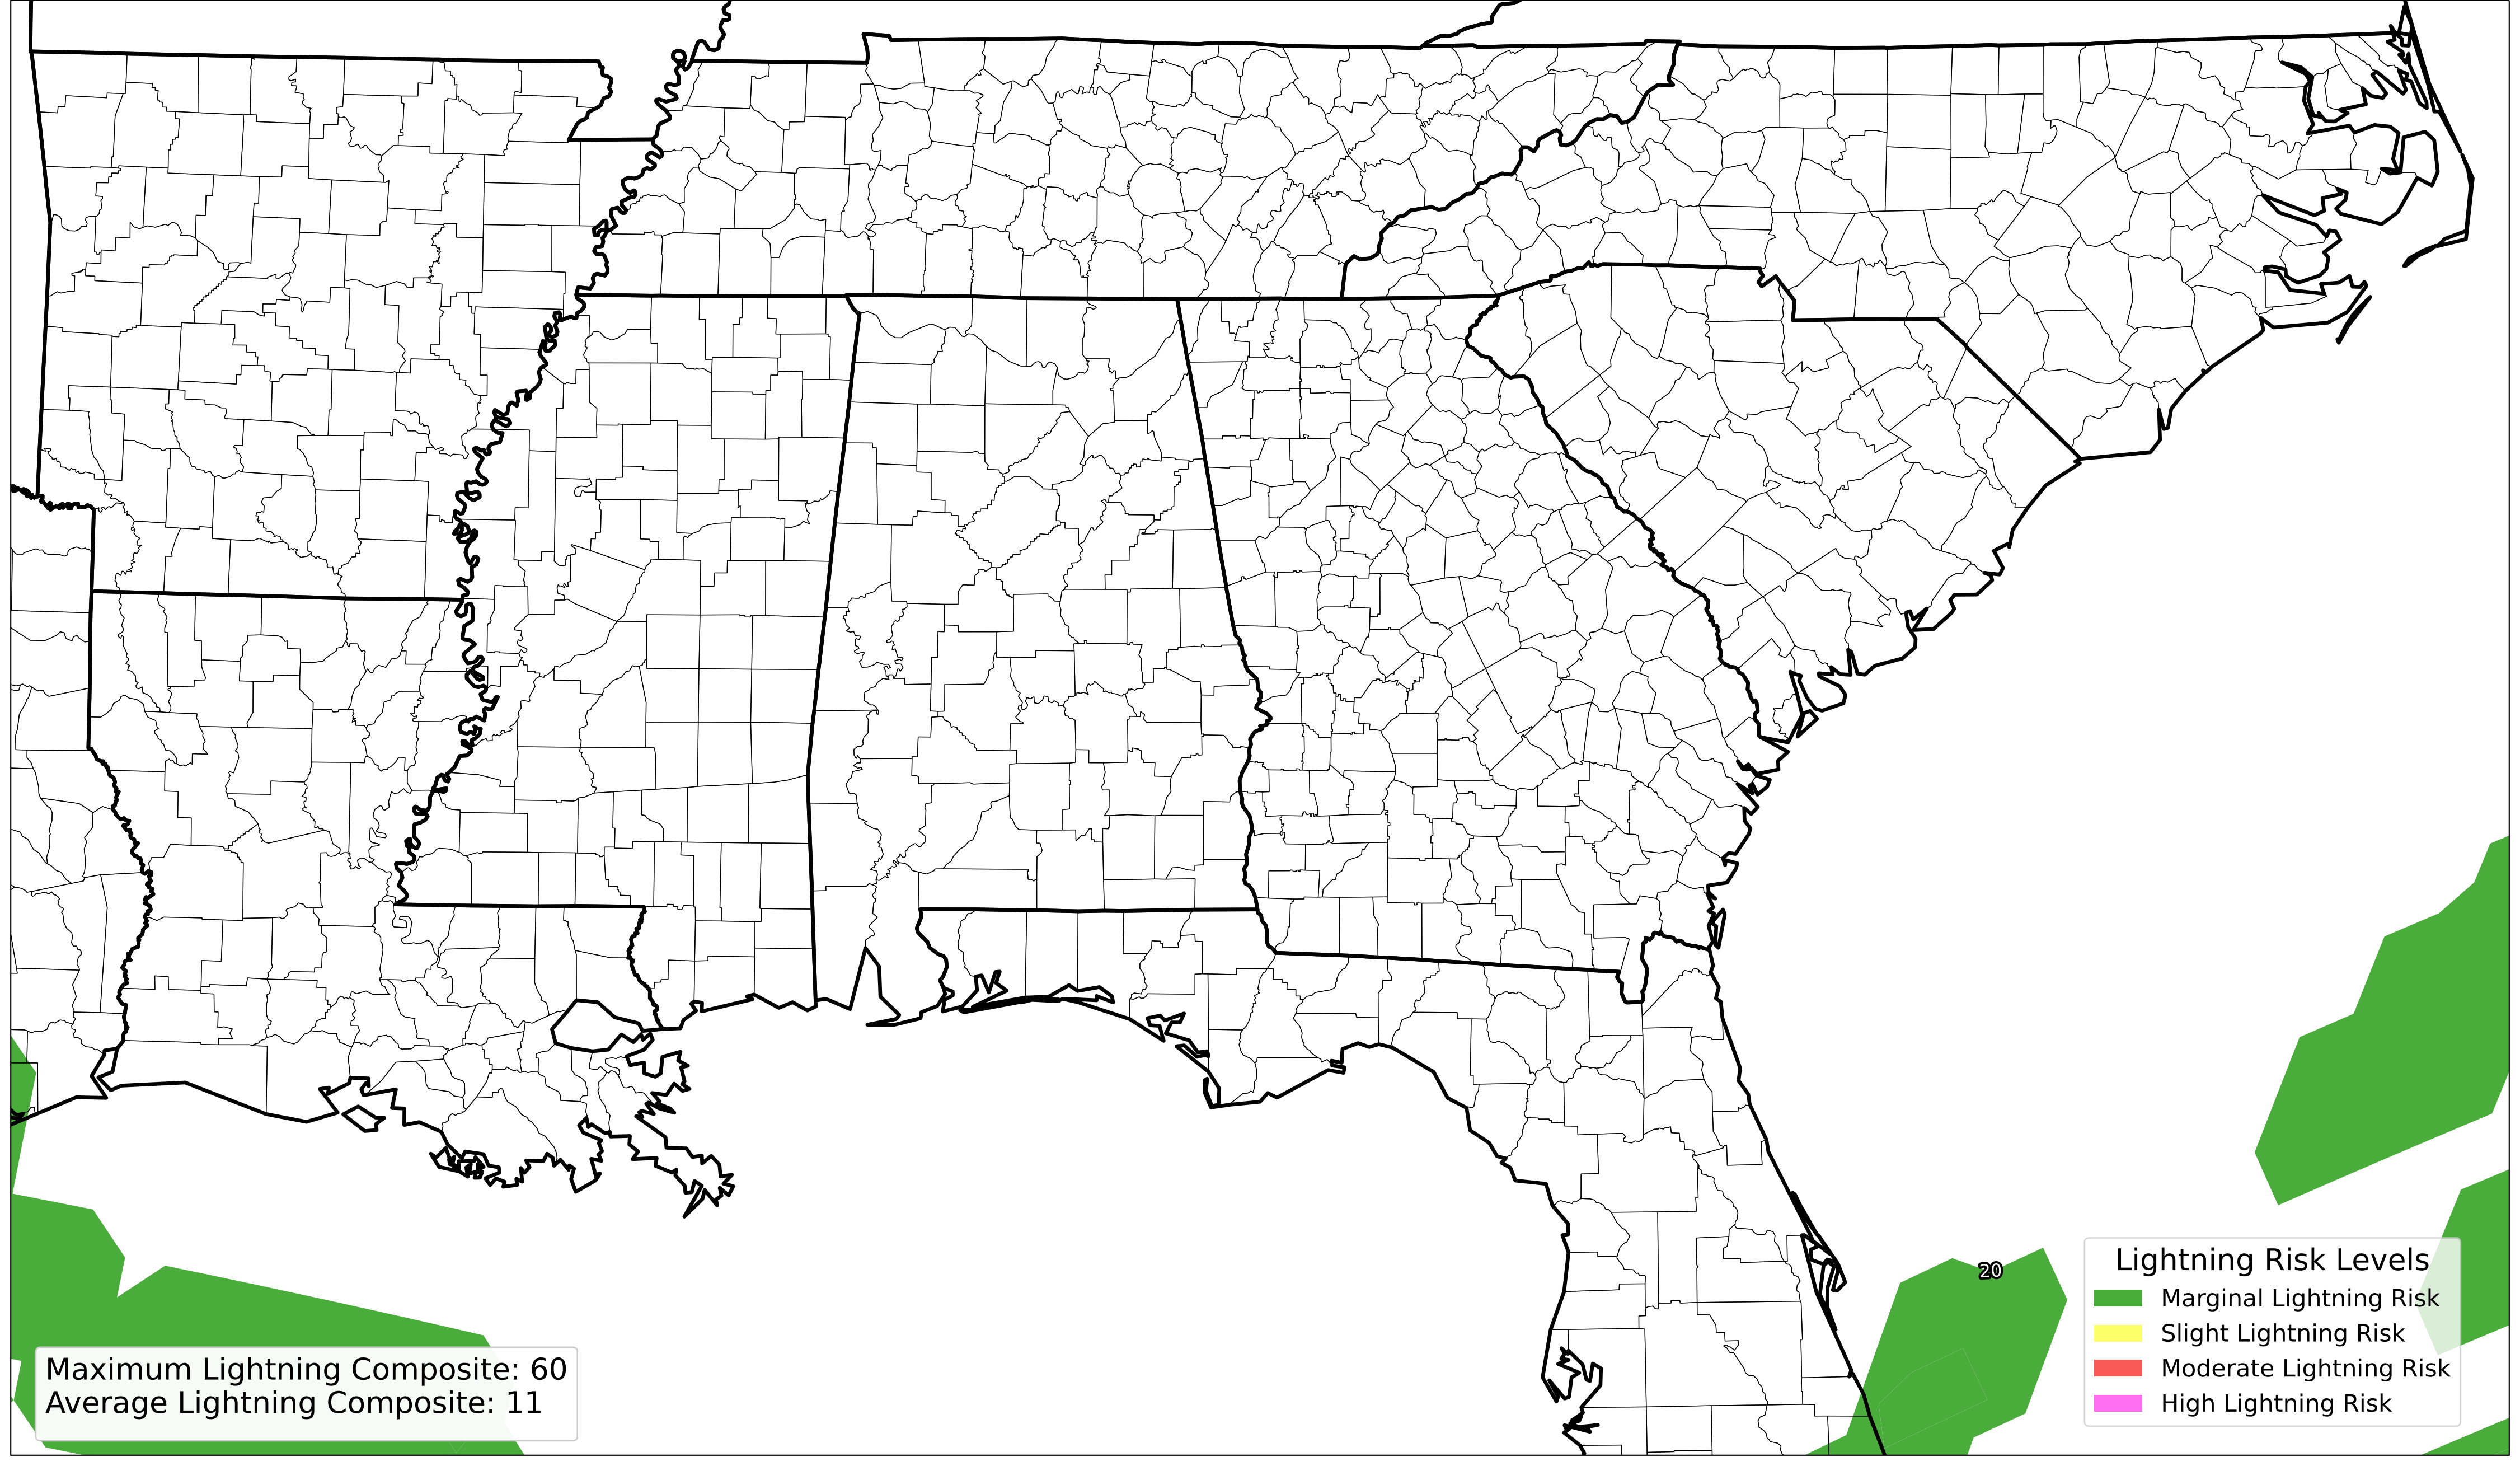 20
Lightning Risk Levels
Marginal Lightning Risk
Slight Lightning Risk
Moderate Lightning Risk
High Lightning Risk
Maximum Lightning Composite: 60
Average Lightning Composite: 11